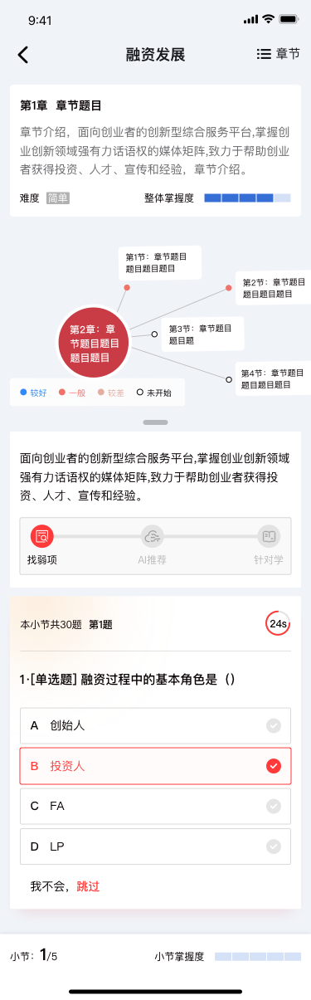 9:41
融资发展
章节
第1章 章节题目
章节介绍，面向创业者的创新型综合服务平台,掌握创
业创新领域强有力话语权的媒体矩阵,致力于帮助创业
者获得投资、人才、宣传和经验，章节介绍。
难度 简单
整体掌握度
第1节：章节题目
题目题目题目
第2节：章节题目
题目题目题目
第2章：章
节题目题目
题目题目
第3节：章节题目
题目题
第4节：章节题目
题目题目题目
较好 一般 较差 未开始
面向创业者的创新型综合服务平台,掌握创业创新领域
强有力话语权的媒体矩阵,致力于帮助创业者获得投
资、人才、宣传和经验。
找弱项 AI推荐 针对学
本小节共30题 第1题
24s
1·[单选题] 融资过程中的基本角色是（）
A 创始人
B 投资人
C FA
D LP
我不会，跳过
小节：1/5
小节掌握度